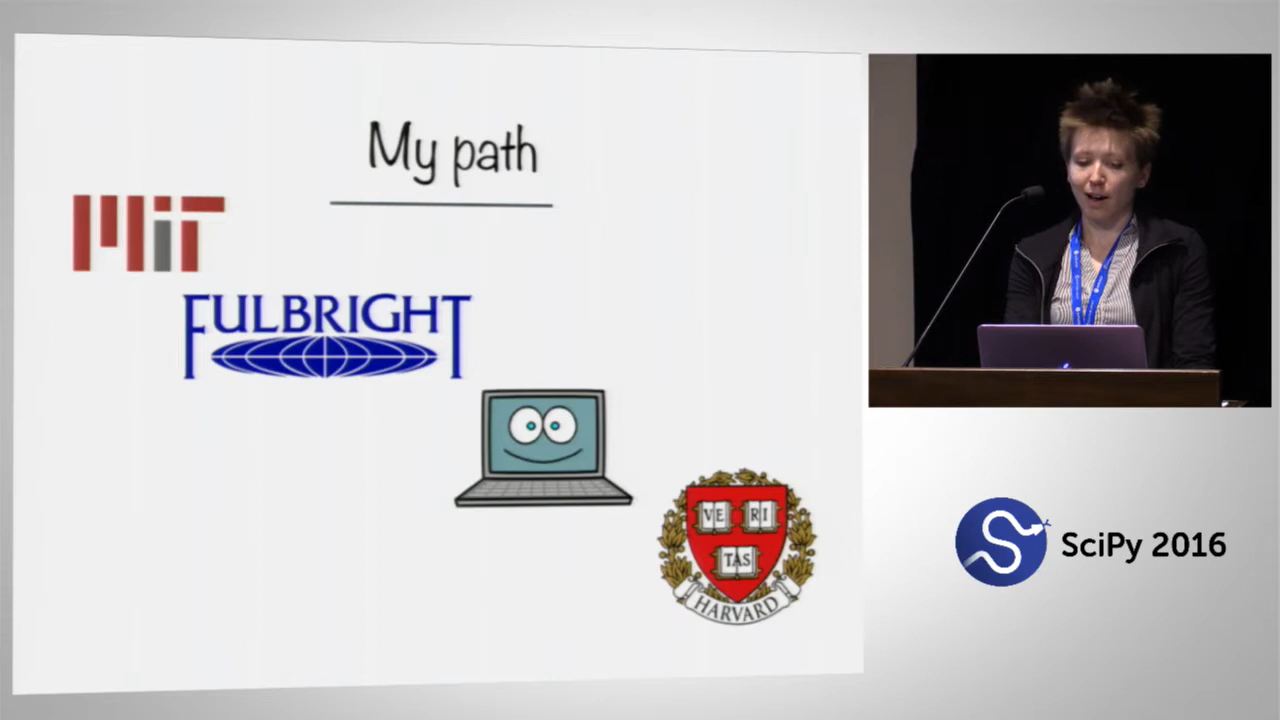 My path
MiT
FULBRIGHT
VE RI
TAS
HARVARD
SciPy 2016